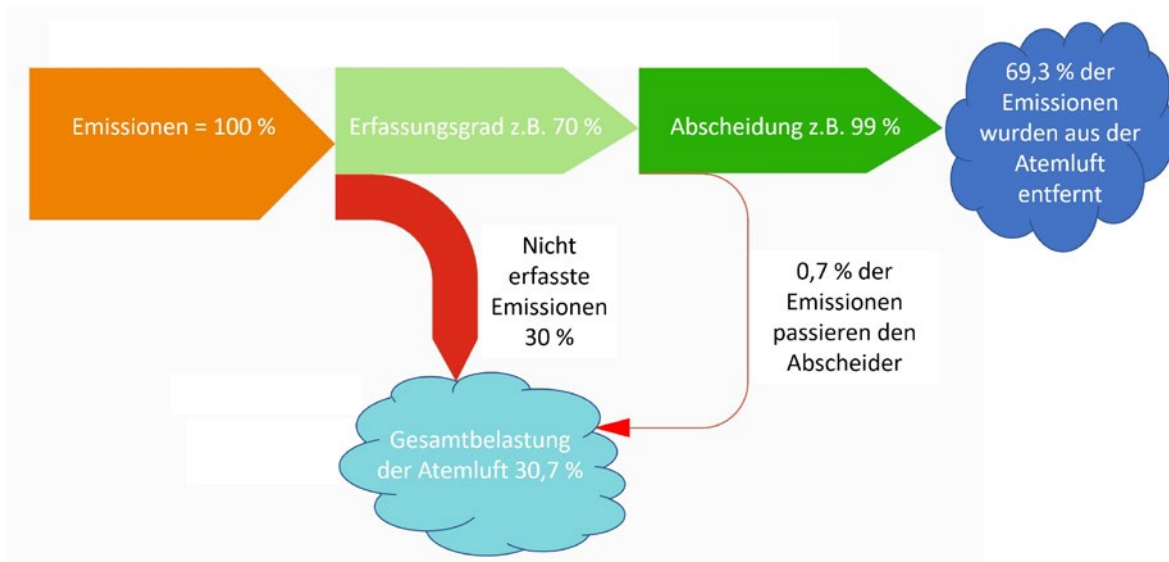 Emissionen = 100 %
Erfassungsgrad z.B. 70 %
Abscheidung z.B. 99 %
69,3 % der
Emissionen
wurden aus der
Atemluft
entfernt
Nicht
erfasste
Emissionen
30 %
0,7 % der
Emissionen
passieren den
Abscheider
Gesamtbelastung
der Atemluft 30,7 %